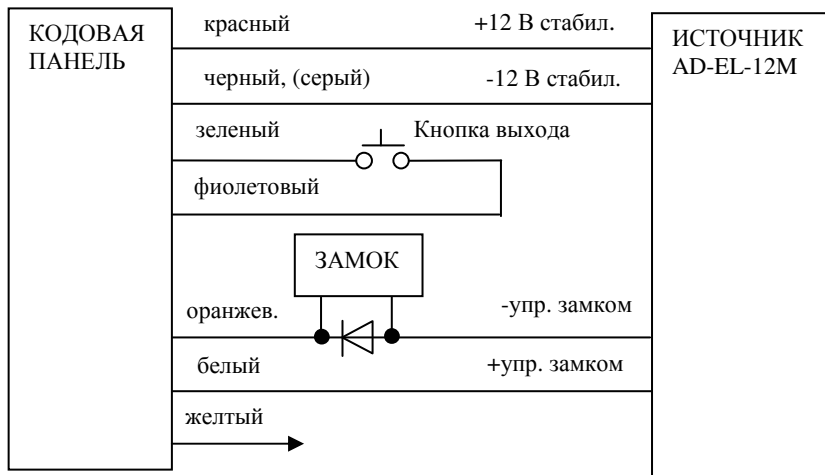 КОДОВАЯ
ПАНЕЛЬ
красный +12 В стабил.
ИСТОЧНИК
AD-EL-12M
черный, (серый) -12 В стабил.
зеленый Кнопка выхода
фиолетовый
ЗАМОК
оранжев. -упр. замком
белый +упр. замком
желтый